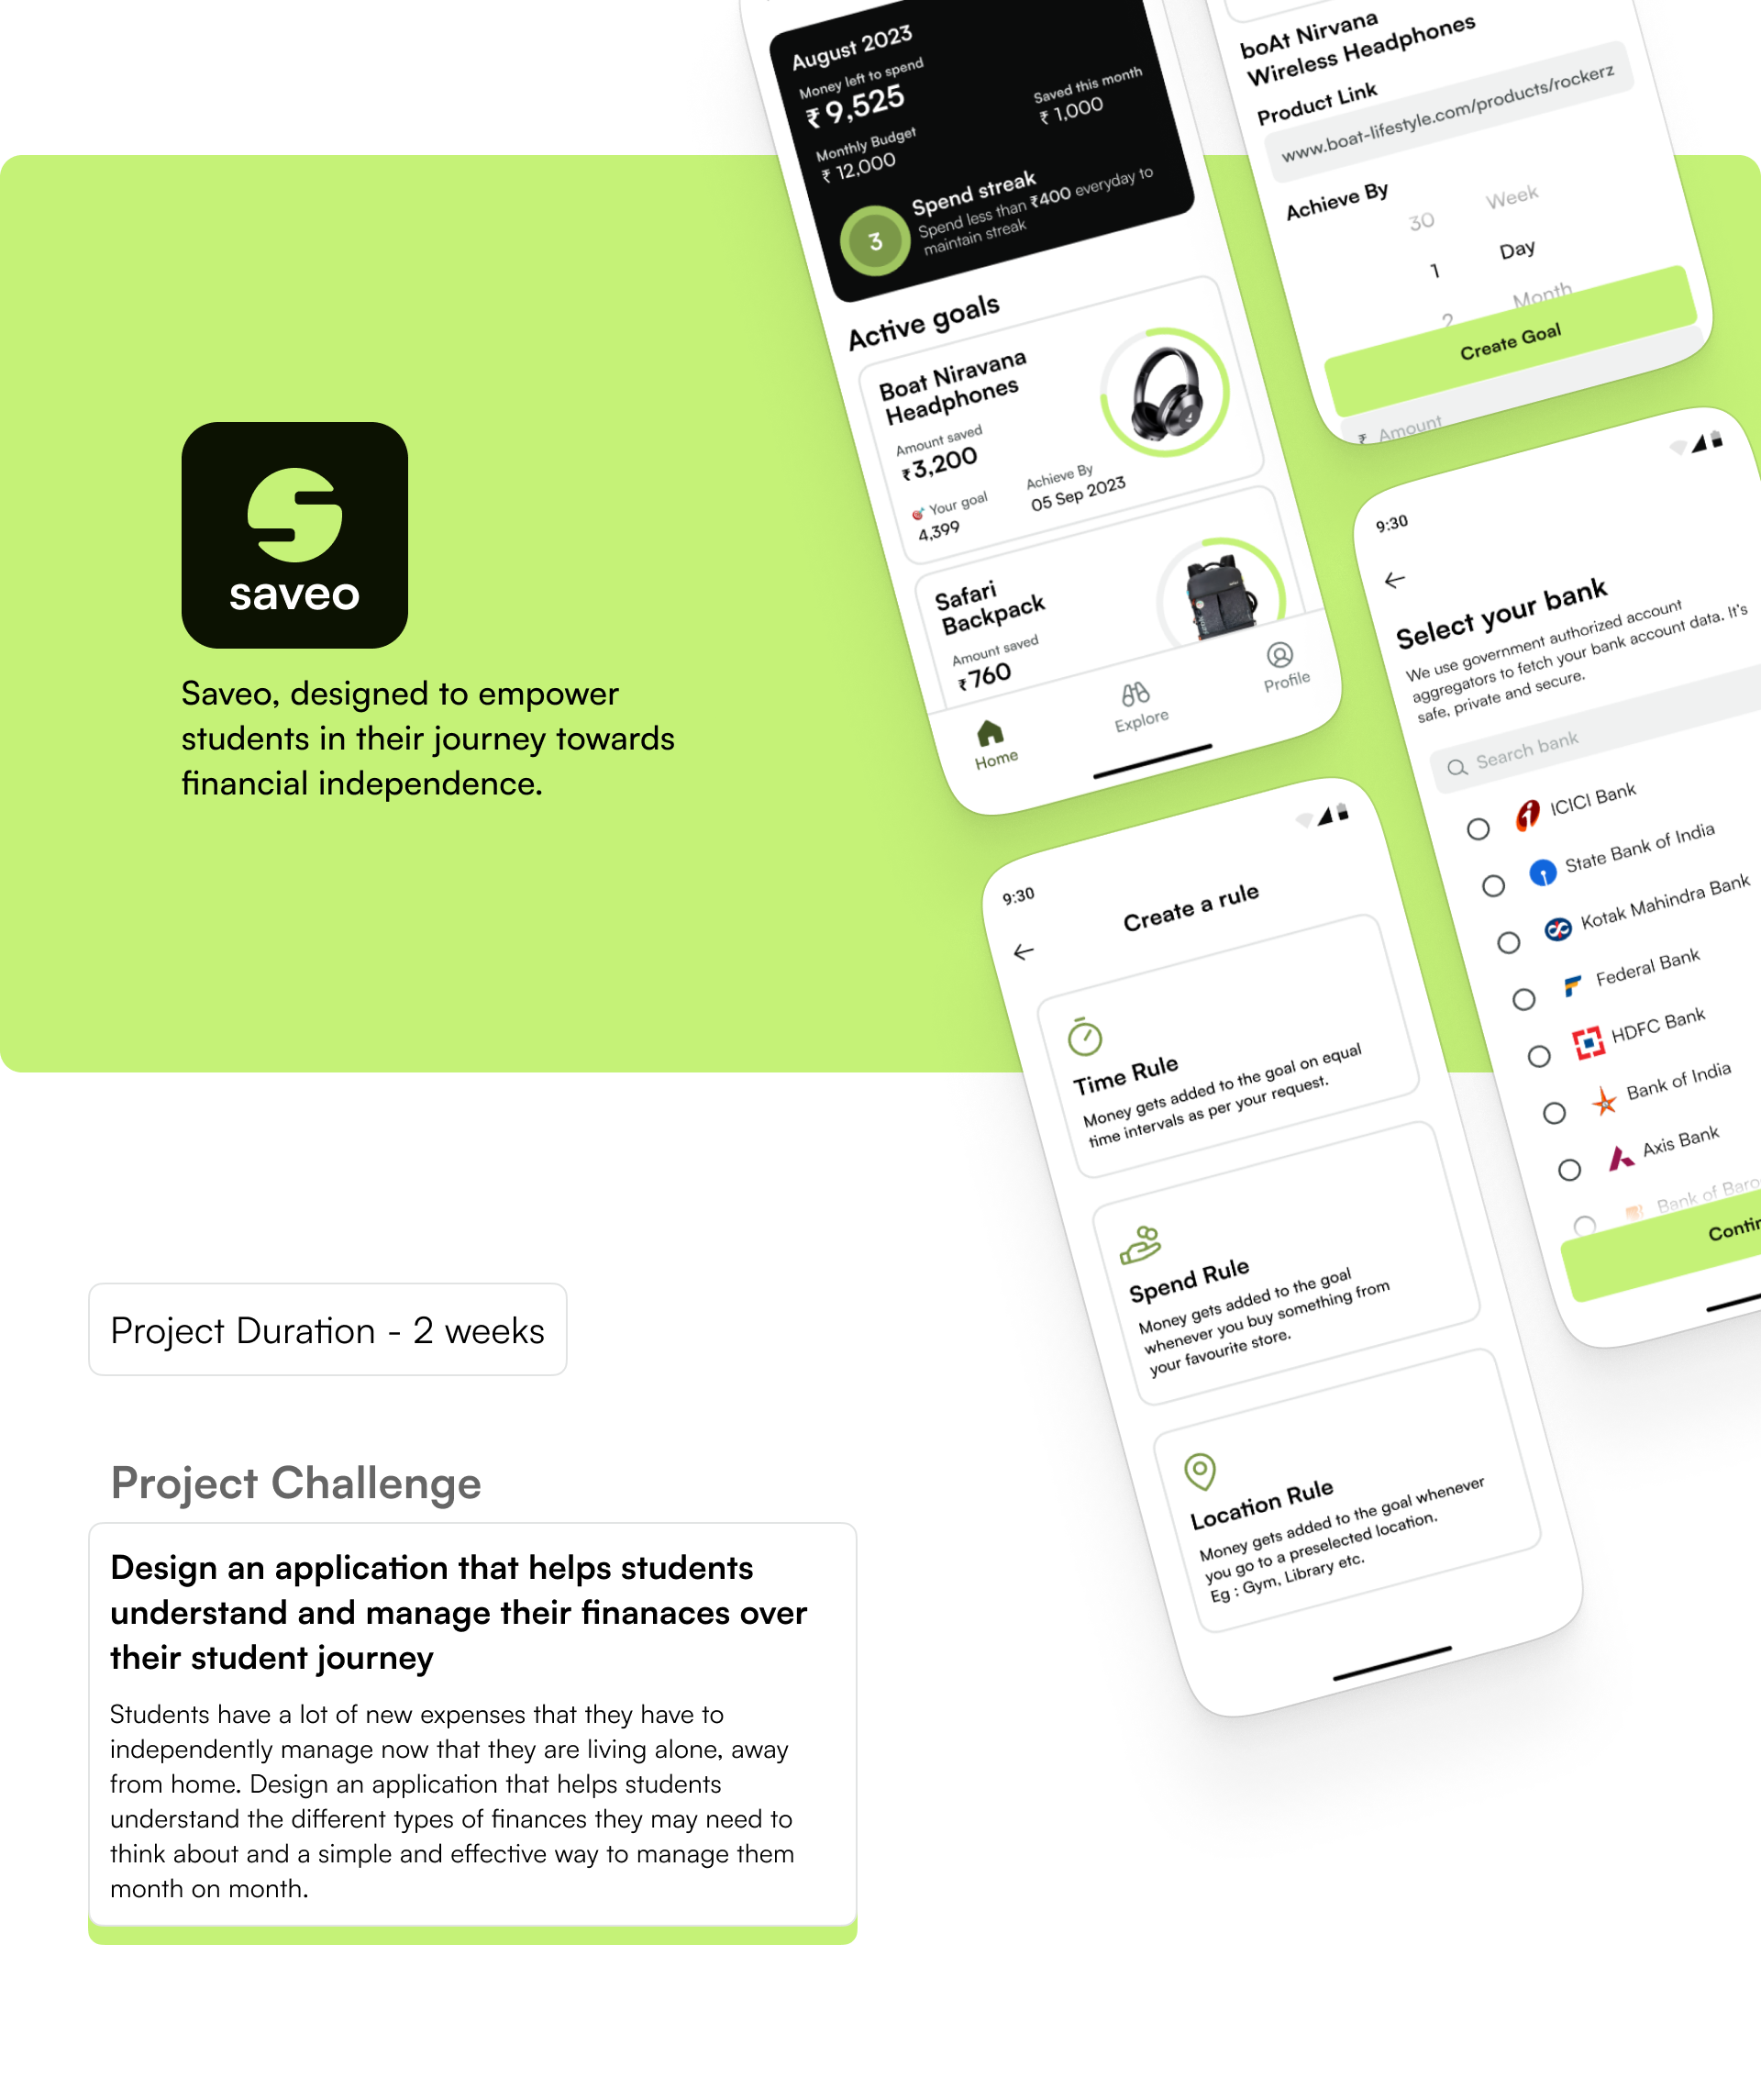 saveo
Saveo, designed to empower
students in their journey towards
financial independence.
August 2023
Money left to spend
₹ 9,525
Saved this month
₹ 1,000
Monthly Budget
₹ 12,000
3
Spend streak
Spend less than ₹400 everyday to
maintain streak
Active goals
Boat Niravana
Headphones
Amount saved
₹3,200
Your goal
4,399
Achieve By
05 Sep 2023
Safari
Backpack
Amount saved
₹760
Home
Explore
Profile
boAt Nirvana
Wireless Headphones
Product Link
www.boat-lifestyle.com/products/rockerz
Achieve By
30 Week
1 Day
2 Month
Create Goal
₹ Amount
9:30
Select your bank
We use government authorized account
aggregators to fetch your bank account data. It's
safe, private and secure.
Search bank
ICICI Bank
State Bank of India
Kotak Mahindra Bank
Federal Bank
HDFC Bank
Bank of India
Axis Bank
Bank of Baro
Contin
9:30
Create a rule
Time Rule
Money gets added to the goal on equal
time intervals as per your request.
Spend Rule
Money gets added to the goal
whenever you buy something from
your favourite store.
Location Rule
Money gets added to the goal whenever
you go to a preselected location.
Eg : Gym, Library etc.
Project Duration - 2 weeks
Project Challenge
Design an application that helps students
understand and manage their finanaces over
their student journey
Students have a lot of new expenses that they have to
independently manage now that they are living alone, away
from home. Design an application that helps students
understand the different types of finances they may need to
think about and a simple and effective way to manage them
month on month.